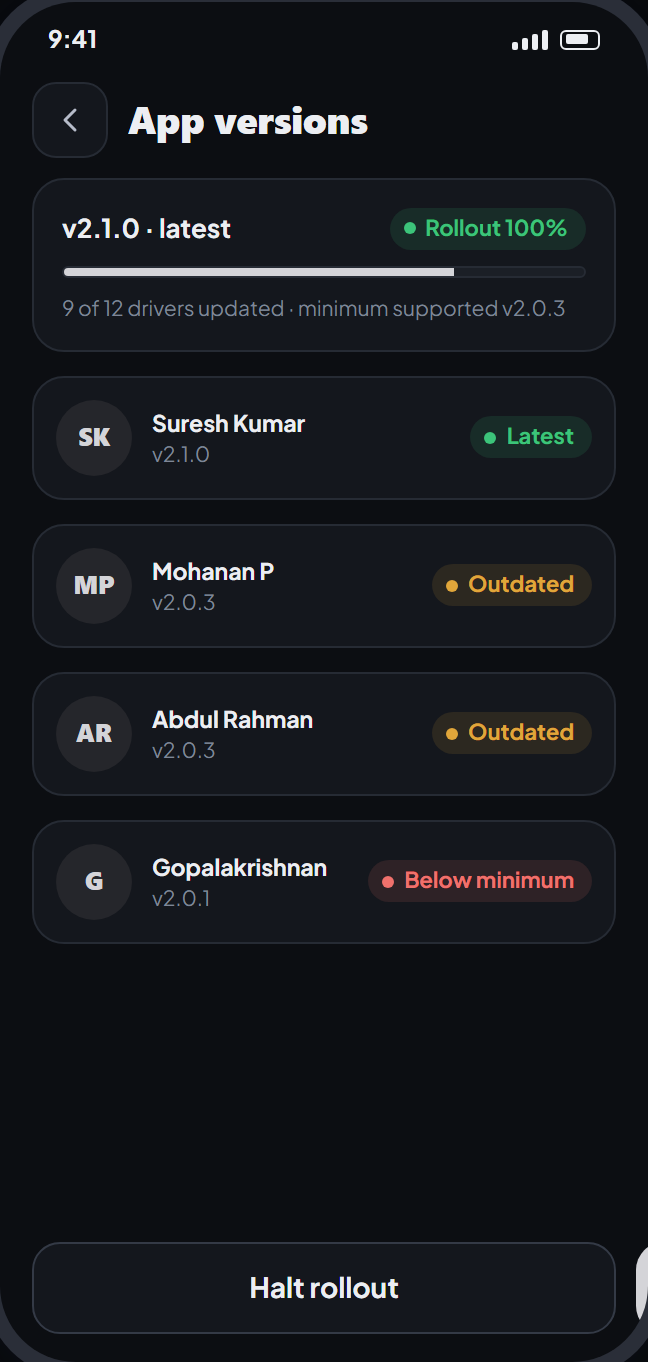 9:41
App versions
v2.1.0 · latest
Rollout 100%
9 of 12 drivers updated · minimum supported v2.0.3
SK
Suresh Kumar
v2.1.0
Latest
MP
Mohanan P
v2.0.3
Outdated
AR
Abdul Rahman
v2.0.3
Outdated
G
Gopalakrishnan
v2.0.1
Below minimum
Halt rollout